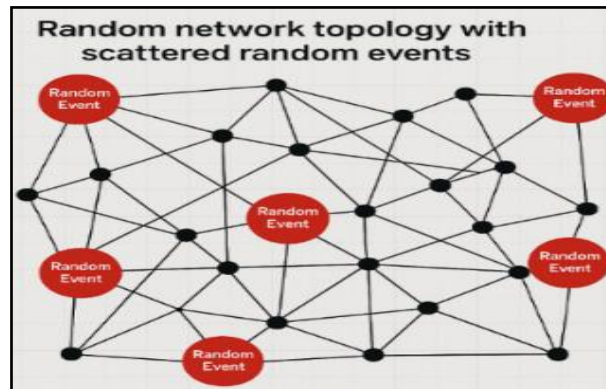 Random network topology with
scattered random events
Random
Event
Random
Event
Random
Event
Random
Event
Random
Event
Random
Event